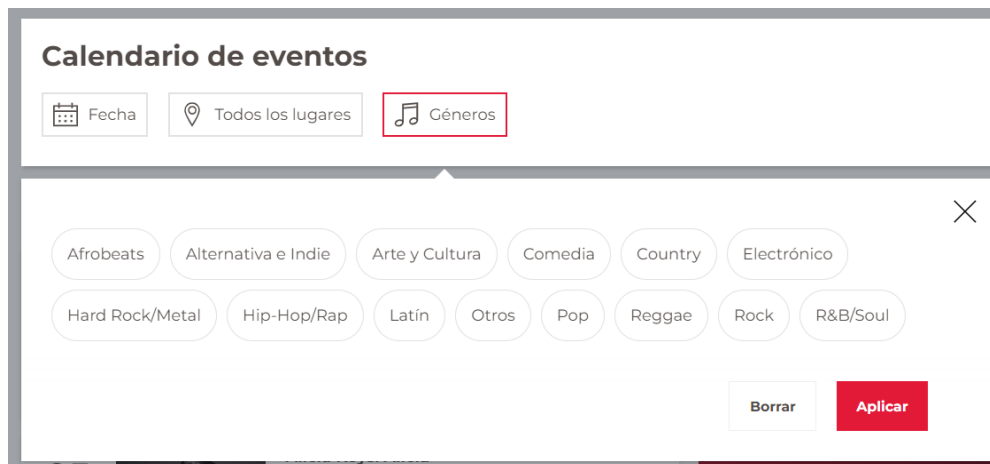 Calendario de eventos
Fecha Todos los lugares Géneros
Afrobeats Alternativa e Indie Arte y Cultura Comedia Country Electrónico
Hard Rock/Metal Hip-Hop/Rap Latín Otros Pop Reggae Rock R&B/Soul
Borrar Aplicar